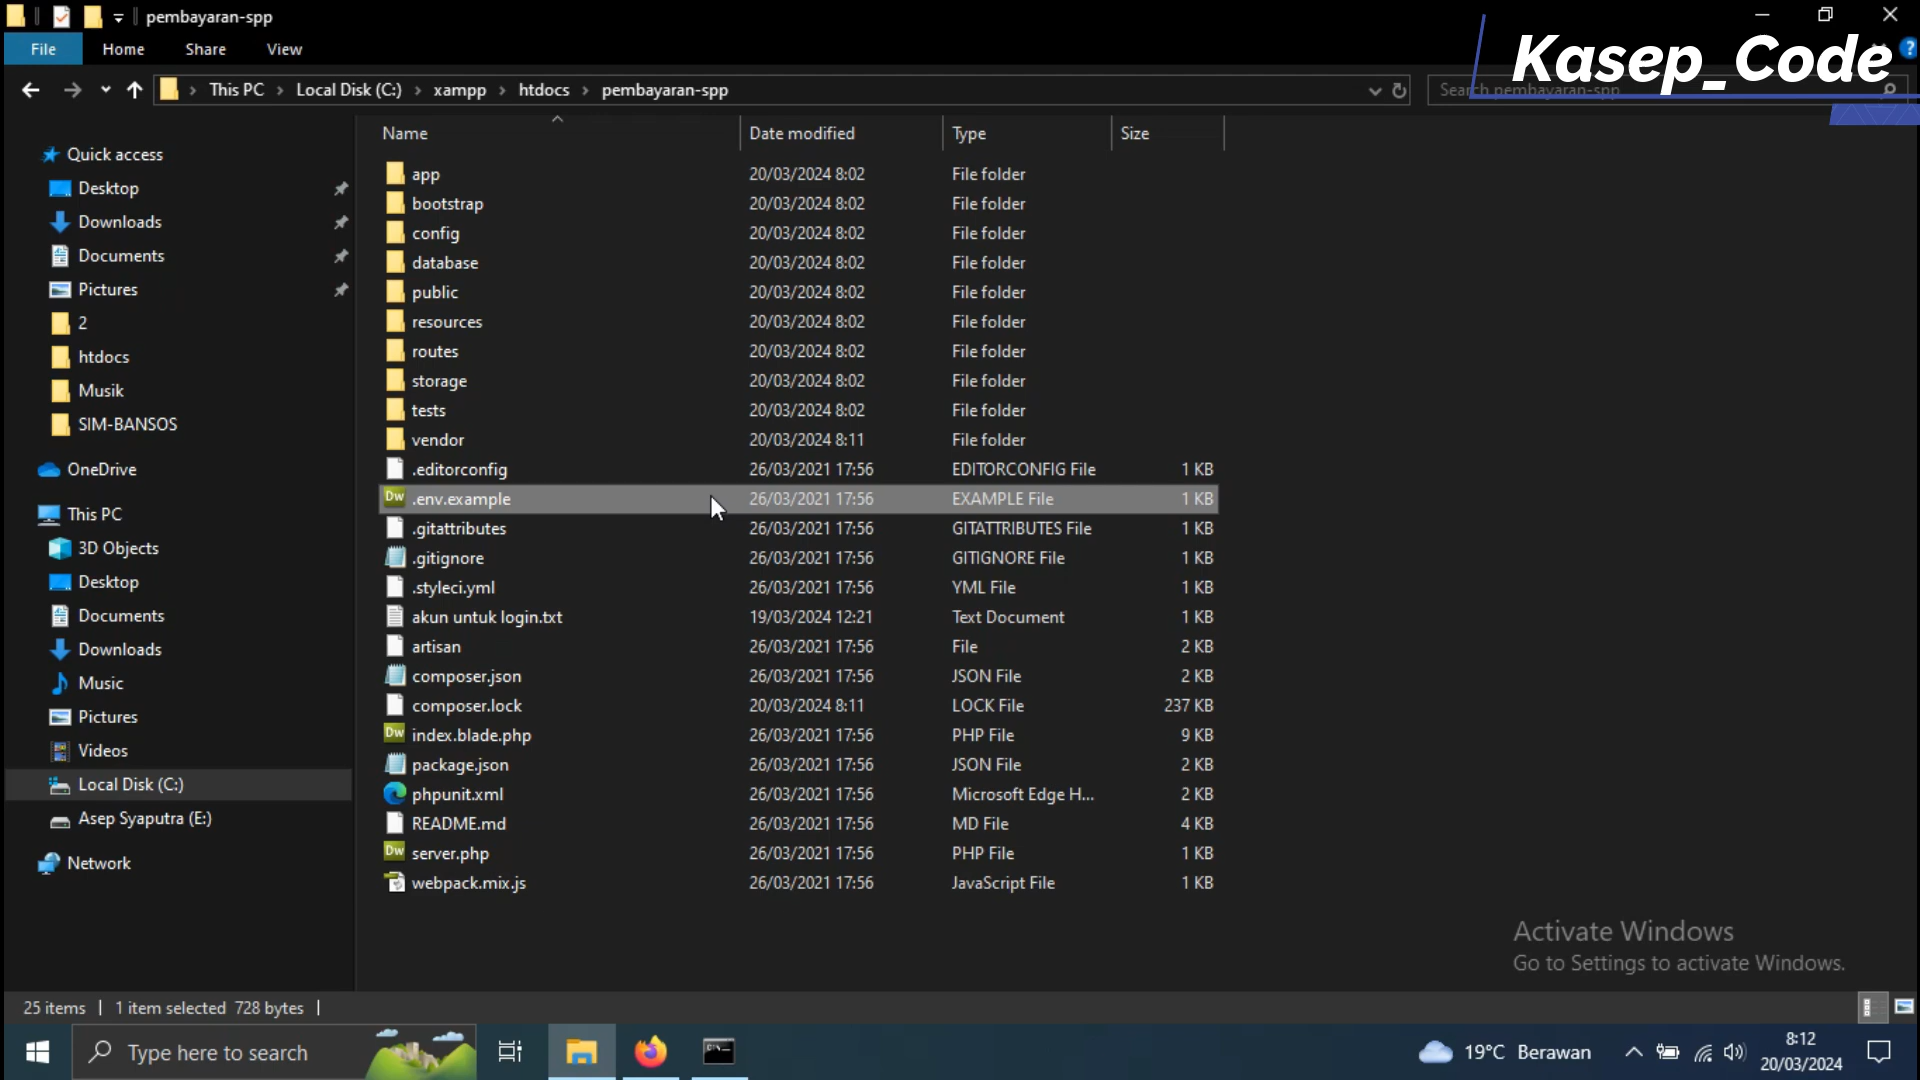 pembayaran-spp
File Home Share View
Kasep_Code
This PC > Local Disk (C:) > xampp > htdocs > pembayaran-spp
Search pembayaran-spp
Name Date modified Type Size
Quick access
Desktop
Downloads
Documents
Pictures
2
htdocs
Musik
SIM-BANSOS
OneDrive
This PC
3D Objects
Desktop
Documents
Downloads
Music
Pictures
Videos
Local Disk (C:)
Asep Syaputra (E:)
Network
app 20/03/2024 8:02 File folder
bootstrap 20/03/2024 8:02 File folder
config 20/03/2024 8:02 File folder
database 20/03/2024 8:02 File folder
public 20/03/2024 8:02 File folder
resources 20/03/2024 8:02 File folder
routes 20/03/2024 8:02 File folder
storage 20/03/2024 8:02 File folder
tests 20/03/2024 8:02 File folder
vendor 20/03/2024 8:11 File folder
.editorconfig 26/03/2021 17:56 EDITORCONFIG File 1 KB
Dw .env.example 26/03/2021 17:56 EXAMPLE File 1 KB
.gitattributes 26/03/2021 17:56 GITATTRIBUTES File 1 KB
.gitignore 26/03/2021 17:56 GITIGNORE File 1 KB
.styleci.yml 26/03/2021 17:56 YML File 1 KB
akun untuk login.txt 19/03/2024 12:21 Text Document 1 KB
artisan 26/03/2021 17:56 File 2 KB
composer.json 26/03/2021 17:56 JSON File 2 KB
composer.lock 20/03/2024 8:11 LOCK File 237 KB
Dw index.blade.php 26/03/2021 17:56 PHP File 9 KB
package.json 26/03/2021 17:56 JSON File 2 KB
phpunit.xml 26/03/2021 17:56 Microsoft Edge H... 2 KB
README.md 26/03/2021 17:56 MD File 4 KB
Dw server.php 26/03/2021 17:56 PHP File 1 KB
webpack.mix.js 26/03/2021 17:56 JavaScript File 1 KB
Activate Windows
Go to Settings to activate Windows.
25 items 1 item selected 728 bytes
Type here to search
19°C Berawan
8:12
20/03/2024